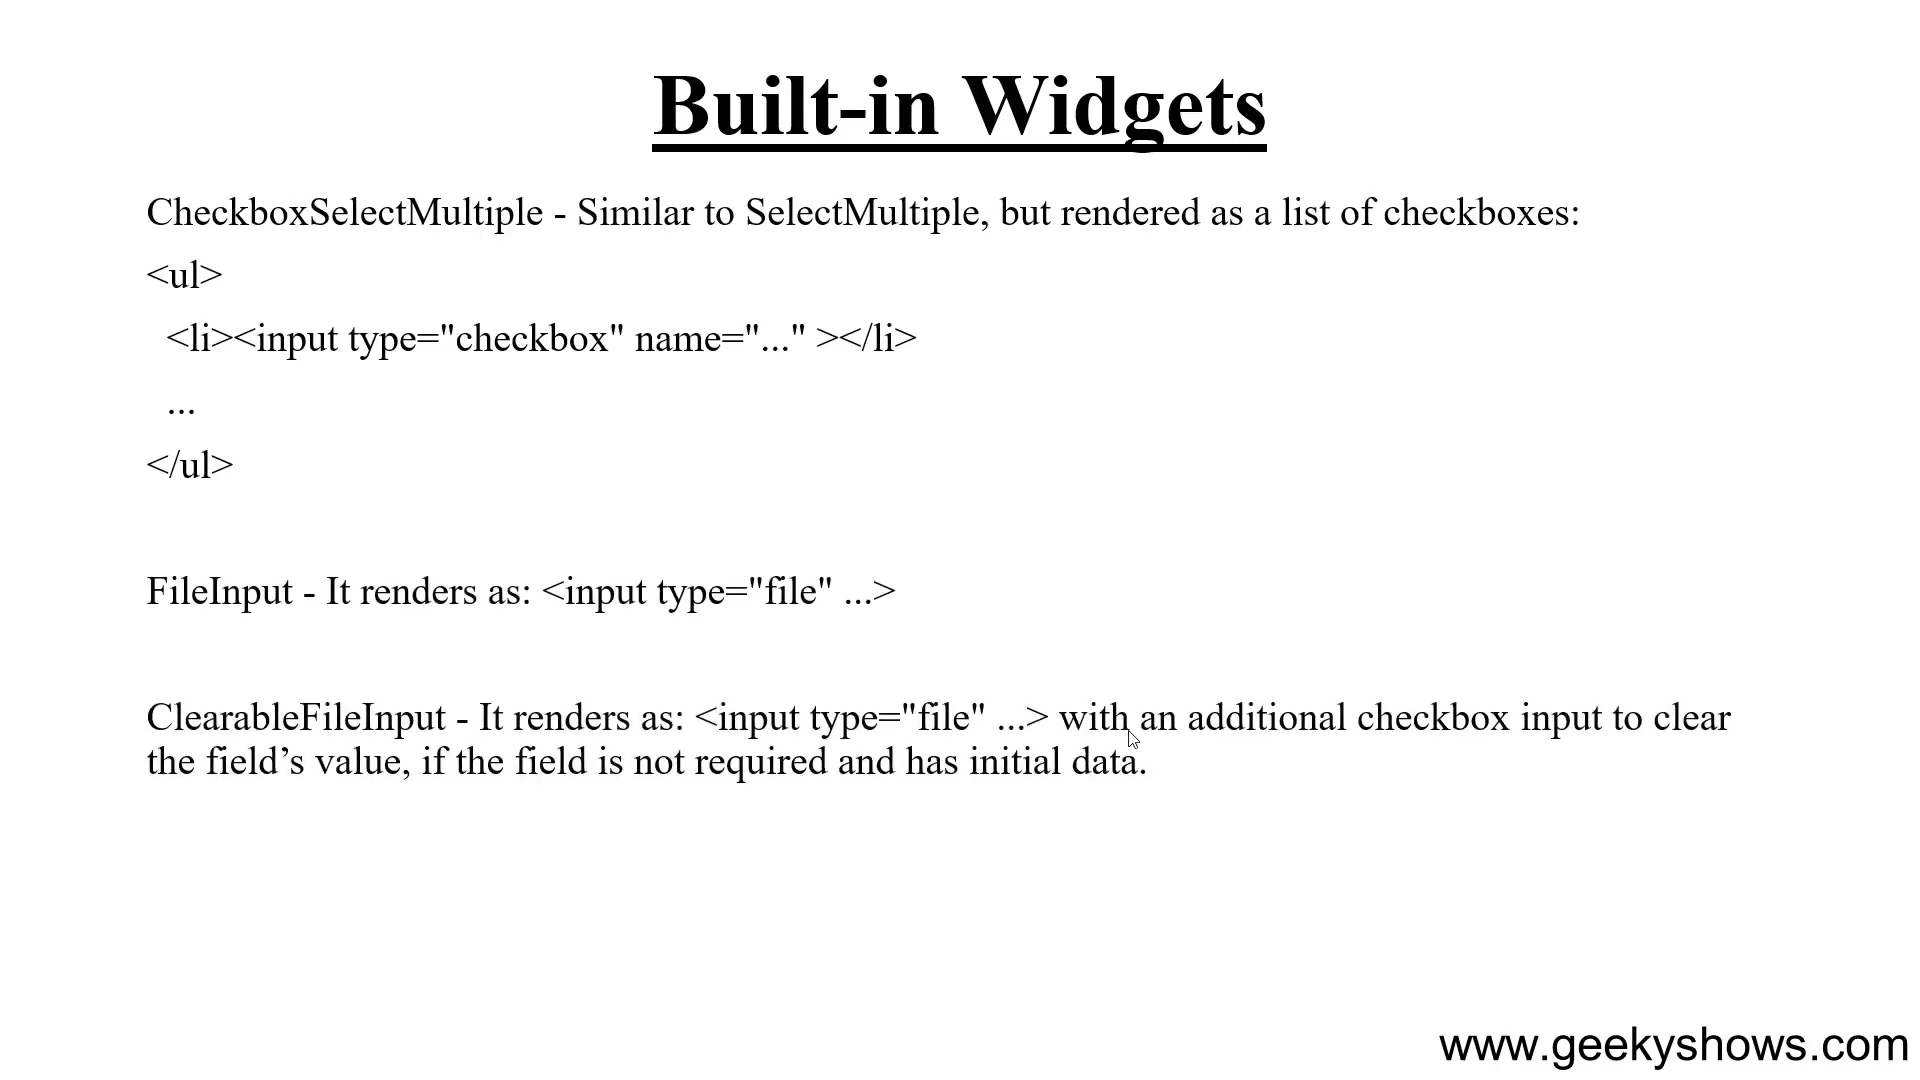 Built-in Widgets
CheckboxSelectMultiple - Similar to SelectMultiple, but rendered as a list of checkboxes:
<ul>
<li><input type="checkbox" name="..." ></li>
...
</ul>
FileInput - It renders as: <input type="file" ...>
ClearableFileInput - It renders as: <input type="file" ...> with an additional checkbox input to clear
the field’s value, if the field is not required and has initial data.
www.geekyshows.com